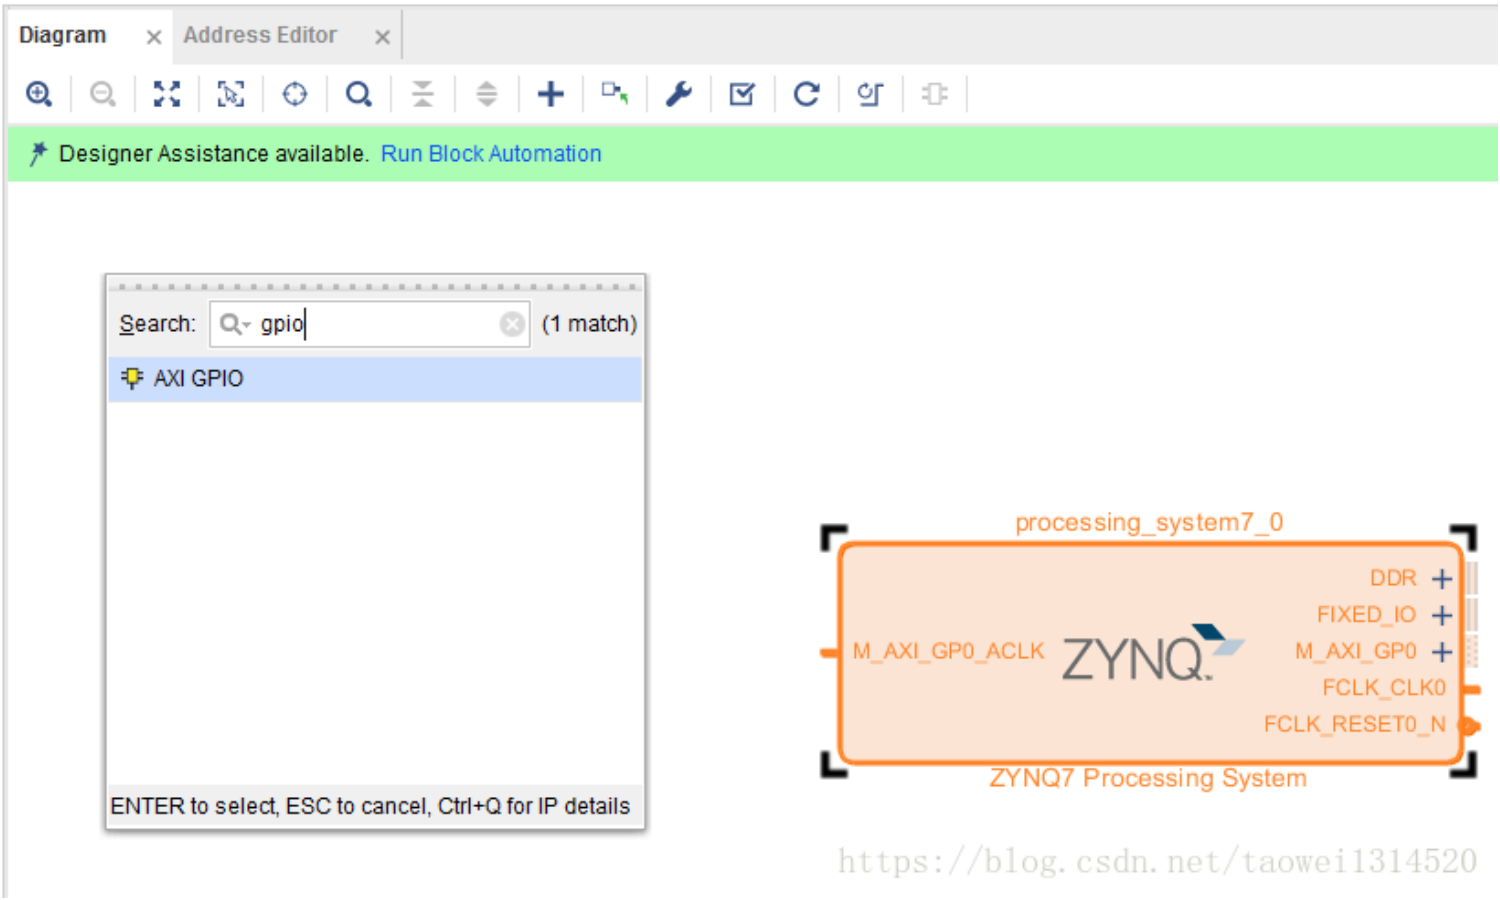 Diagram
Address Editor
Designer Assistance available. Run Block Automation
Search: gpio (1 match)
AXI GPIO
ENTER to select, ESC to cancel, Ctrl+Q for IP details
processing_system7_0
DDR
FIXED_IO
M_AXI_GP0_ACLK
ZYNQ
M_AXI_GP0
FCLK_CLK0
FCLK_RESET0_N
ZYNQ7 Processing System
https://blog.csdn.net/taowei1314520